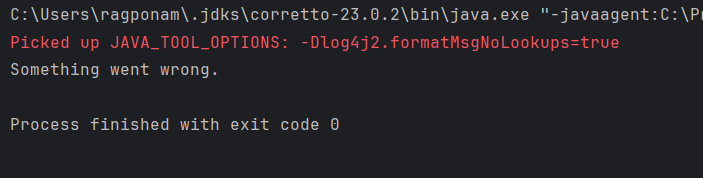 C:\Users\ragponam\.jdks\corretto-23.0.2\bin\java.exe "-javaagent:C:\Pr
Picked up JAVA_TOOL_OPTIONS: -Dlog4j2.formatMsgNoLookups=true
Something went wrong.
Process finished with exit code 0